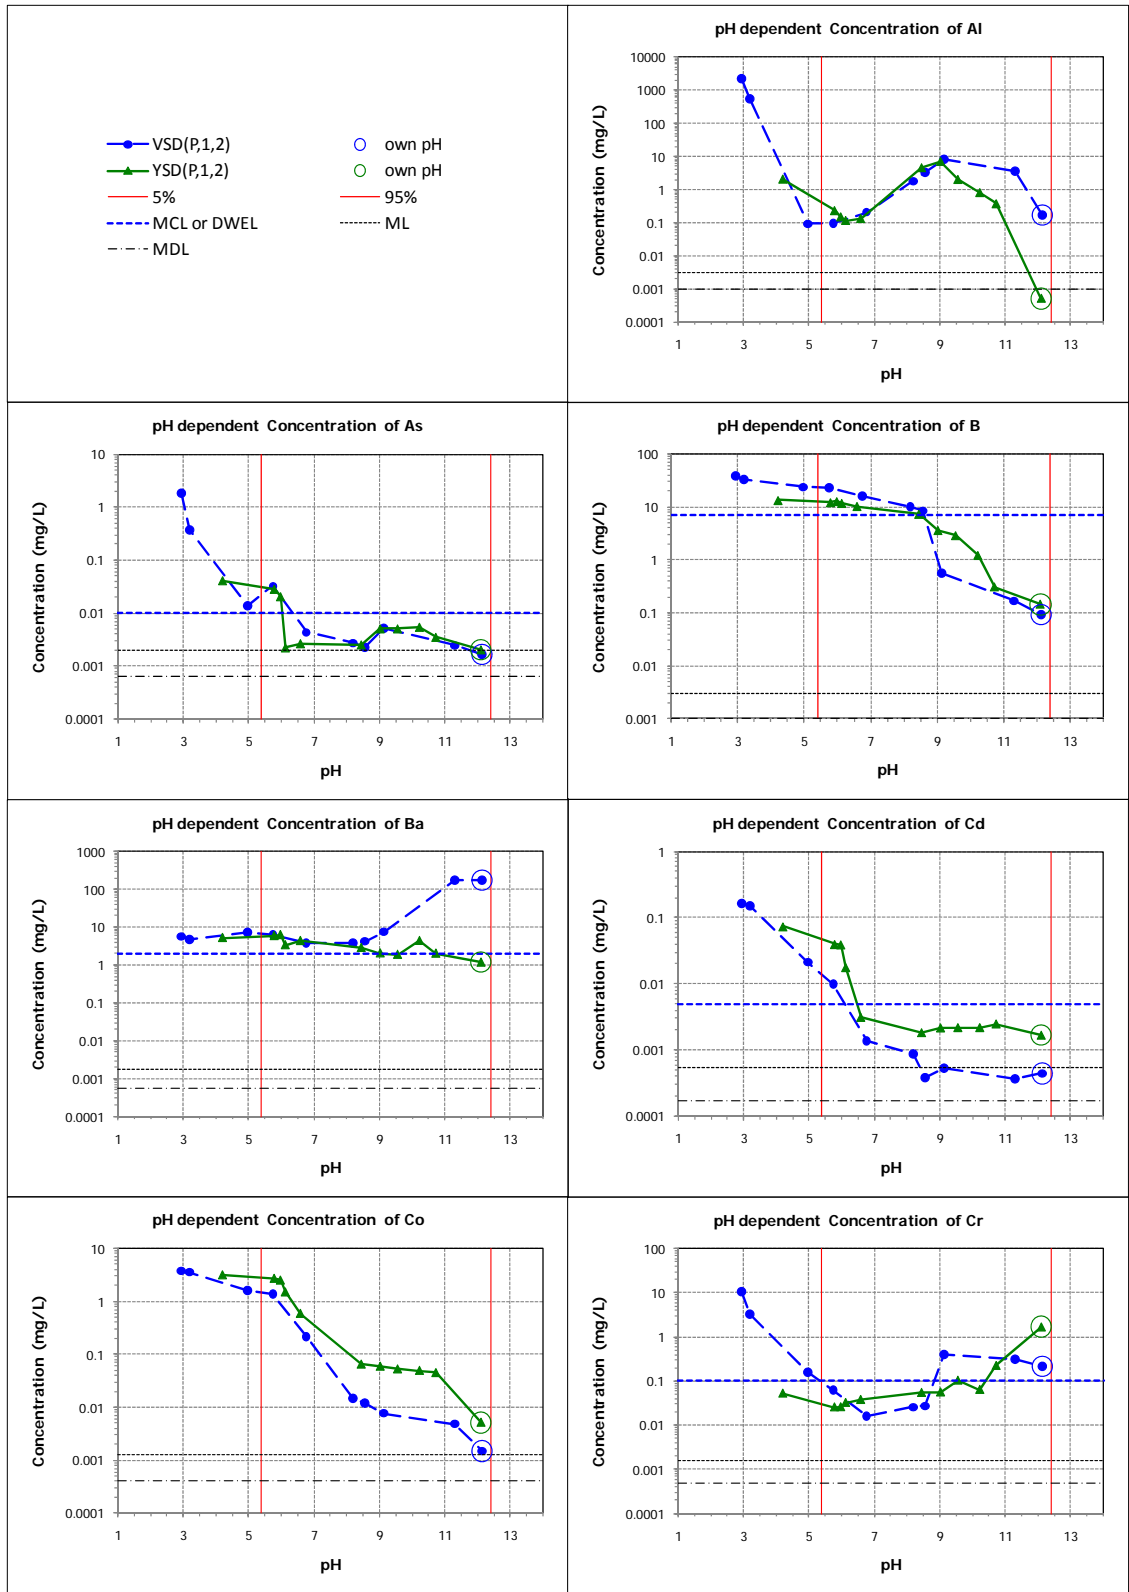 VSD(P,1,2) own pH
YSD(P,1,2) own pH
5% 95%
MCL or DWEL ML
MDL
pH dependent Concentration of Al
Concentration (mg/L)
10000
1000
100
10
1
0.1
0.01
0.001
0.0001
1 3 5 7 9 11 13
pH
pH dependent Concentration of As
Concentration (mg/L)
10
1
0.1
0.01
0.001
0.0001
1 3 5 7 9 11 13
pH
pH dependent Concentration of B
Concentration (mg/L)
100
10
1
0.1
0.01
0.001
1 3 5 7 9 11 13
pH
pH dependent Concentration of Ba
Concentration (mg/L)
1000
100
10
1
0.1
0.01
0.001
0.0001
1 3 5 7 9 11 13
pH
pH dependent Concentration of Cd
Concentration (mg/L)
1
0.1
0.01
0.001
0.0001
1 3 5 7 9 11 13
pH
pH dependent Concentration of Co
Concentration (mg/L)
10
1
0.1
0.01
0.001
0.0001
1 3 5 7 9 11 13
pH
pH dependent Concentration of Cr
Concentration (mg/L)
100
10
1
0.1
0.01
0.001
0.0001
1 3 5 7 9 11 13
pH